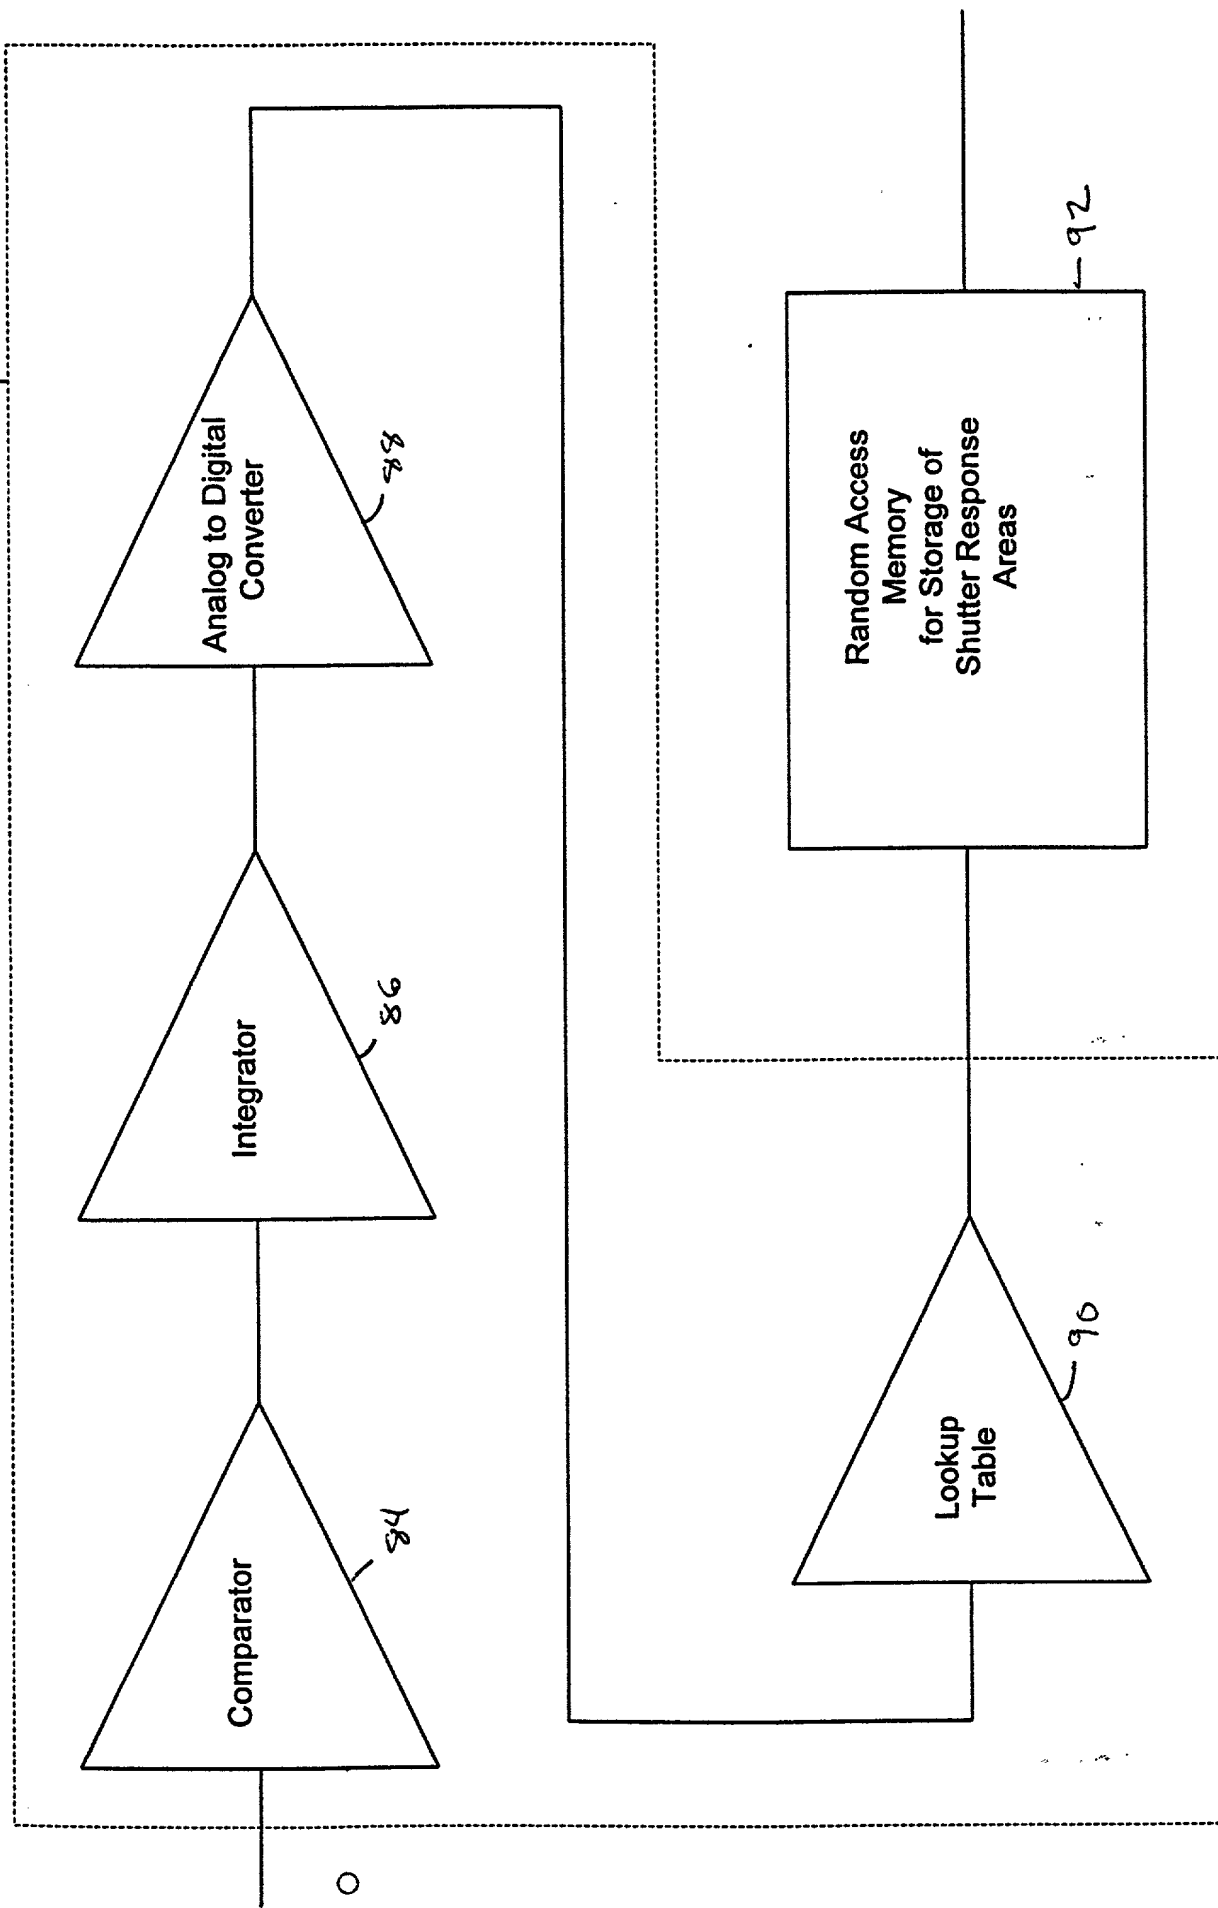 Comparator
84
Integrator
86
Analog to Digital
Converter
88
Lookup
Table
90
Random Access
Memory
for Storage of
Shutter Response
Areas
92